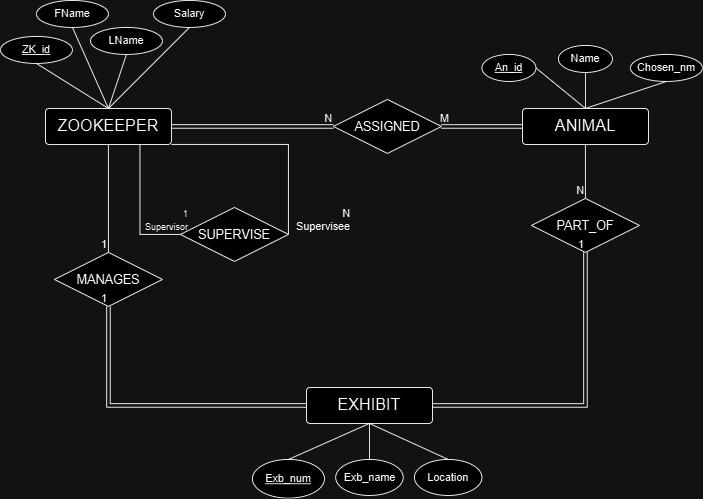 FName
Salary
LName
ZK_id
Name
An_id
Chosen_nm
ZOOKEEPER
N
ASSIGNED
M
ANIMAL
N
1
Supervisor
SUPERVISE
N
Supervisee
PART_OF
1
1
MANAGES
1
EXHIBIT
Exb_num
Exb_name
Location